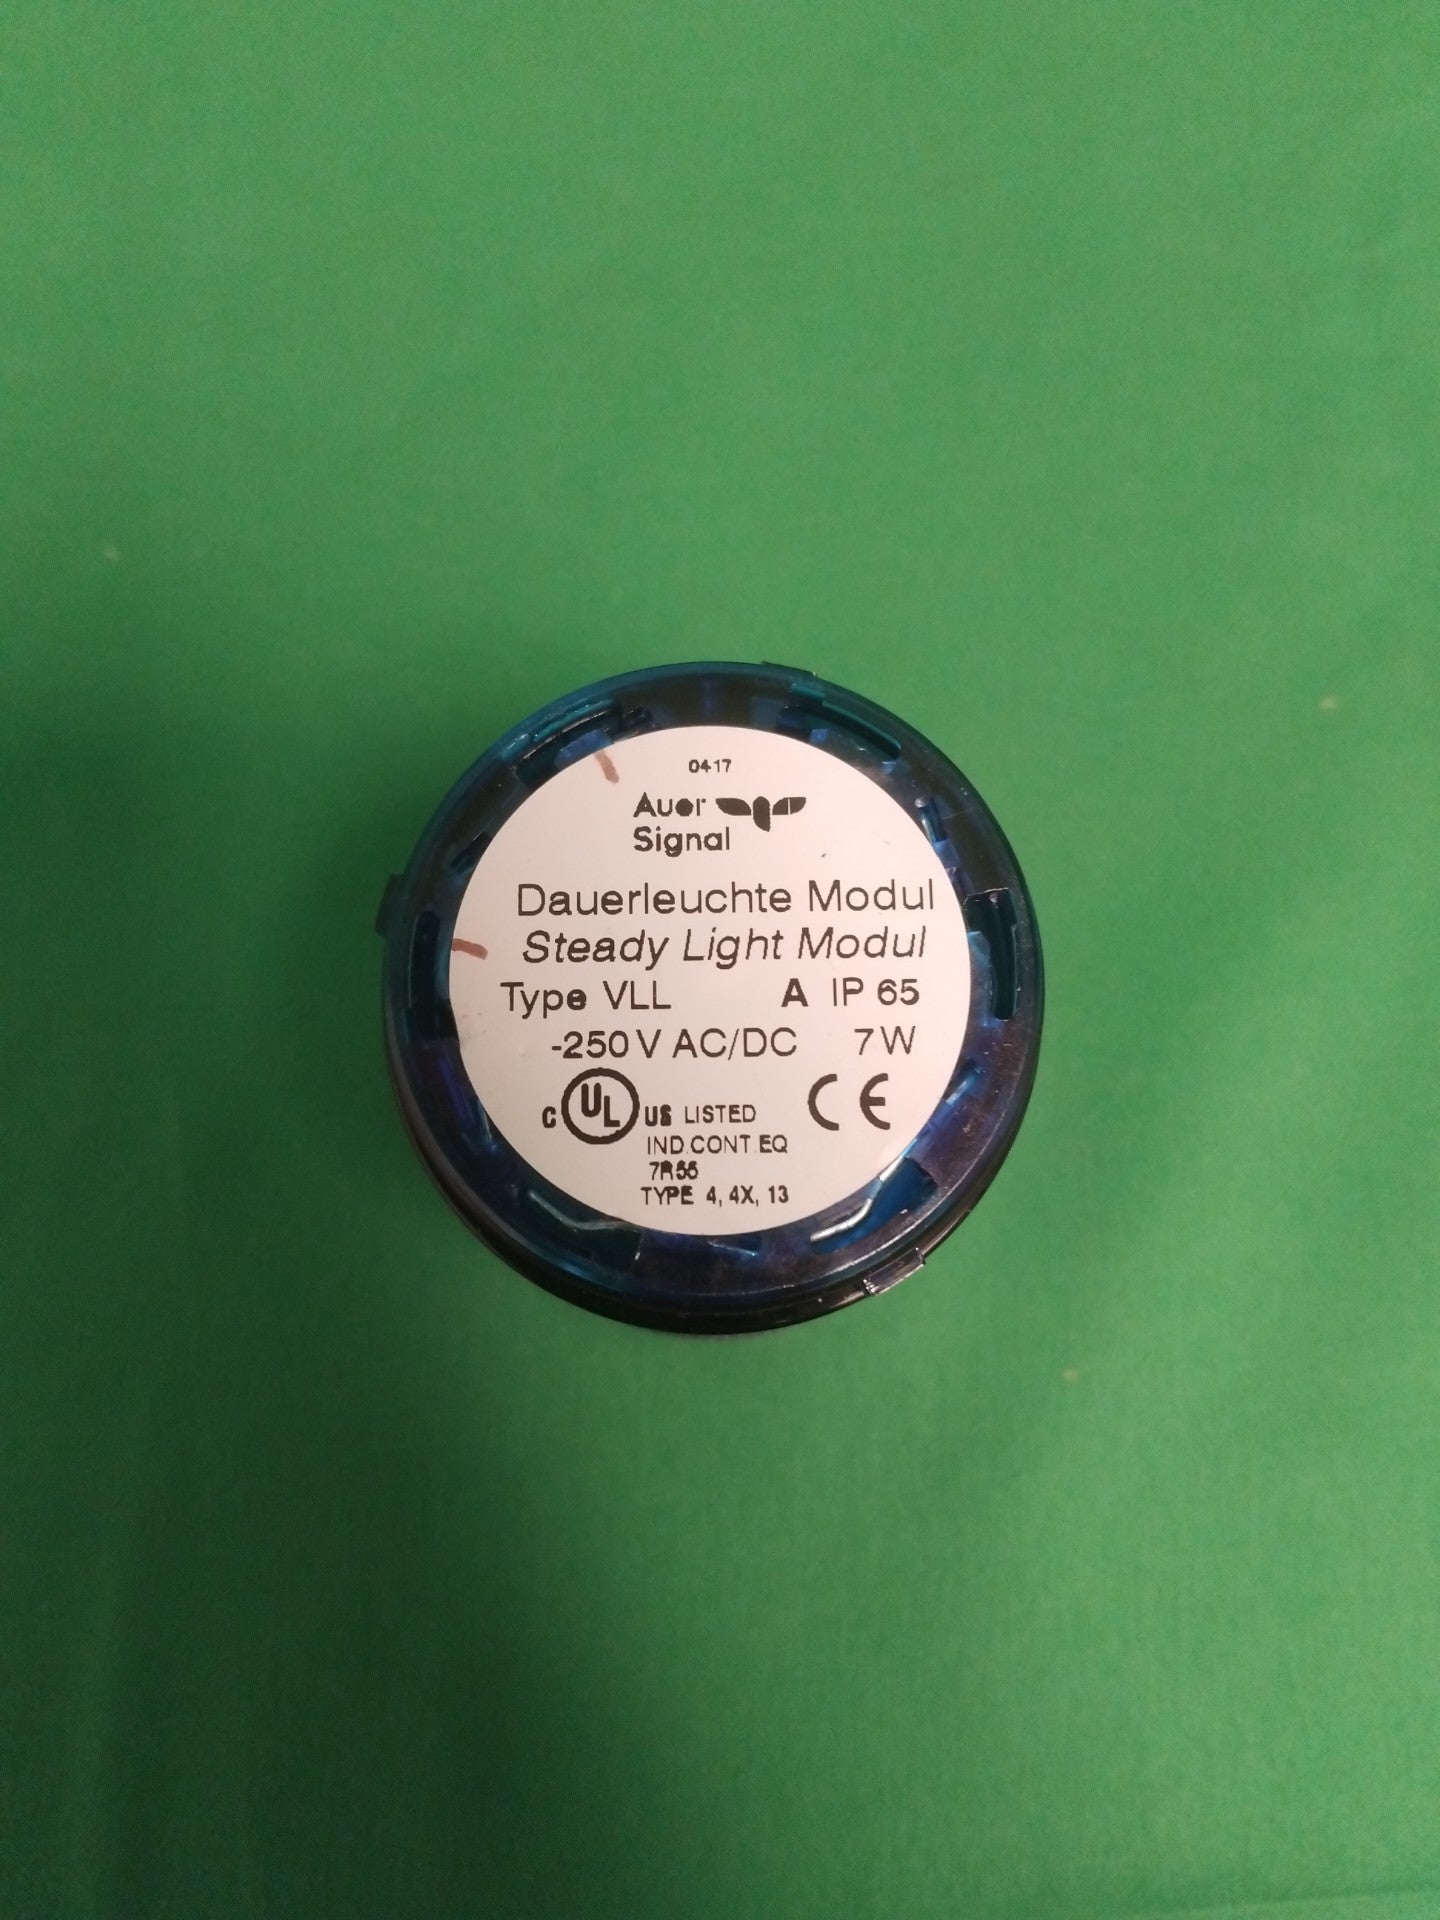 0417
Auer
Signal
Dauerleuchte Modul
Steady Light Modul
Type VLL A IP 65
-250 V AC/DC 7 W
C UL US LISTED CE
IND.CONT.EQ
TYPE 4, 4X, 13